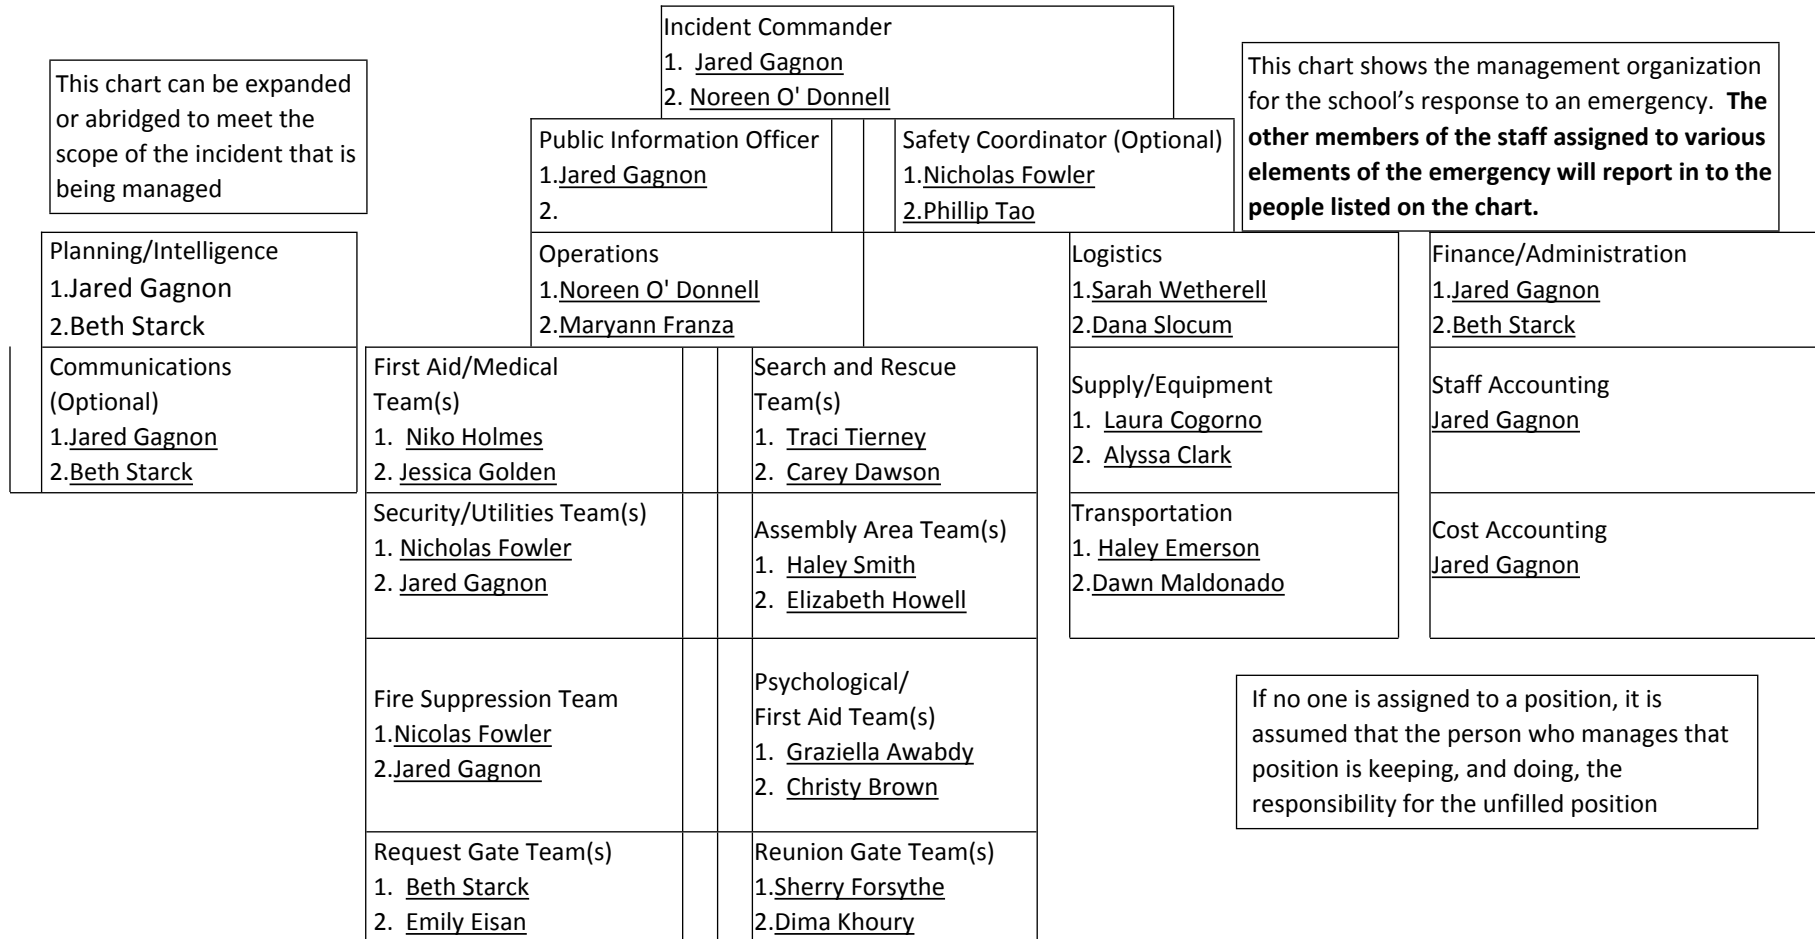 Incident Commander
1. Jared Gagnon
2. Noreen O' Donnell
This chart can be expanded
or abridged to meet the
scope of the incident that is
being managed
This chart shows the management organization
for the school’s response to an emergency. The
other members of the staff assigned to various
elements of the emergency will report in to the
people listed on the chart.
Public Information Officer
1.Jared Gagnon
2.
Safety Coordinator (Optional)
1.Nicholas Fowler
2.Phillip Tao
Planning/Intelligence
1.Jared Gagnon
2.Beth Starck
Operations
1.Noreen O' Donnell
2.Maryann Franza
Logistics
1.Sarah Wetherell
2.Dana Slocum
Finance/Administration
1.Jared Gagnon
2.Beth Starck
Communications
(Optional)
1.Jared Gagnon
2.Beth Starck
First Aid/Medical
Team(s)
1. Niko Holmes
2. Jessica Golden
Search and Rescue
Team(s)
1. Traci Tierney
2. Carey Dawson
Supply/Equipment
1. Laura Cogorno
2. Alyssa Clark
Staff Accounting
Jared Gagnon
Security/Utilities Team(s)
1. Nicholas Fowler
2. Jared Gagnon
Assembly Area Team(s)
1. Haley Smith
2. Elizabeth Howell
Transportation
1. Haley Emerson
2.Dawn Maldonado
Cost Accounting
Jared Gagnon
Fire Suppression Team
1.Nicolas Fowler
2.Jared Gagnon
Psychological/
First Aid Team(s)
1. Graziella Awabdy
2. Christy Brown
If no one is assigned to a position, it is
assumed that the person who manages that
position is keeping, and doing, the
responsibility for the unfilled position
Request Gate Team(s)
1. Beth Starck
2. Emily Eisan
Reunion Gate Team(s)
1.Sherry Forsythe
2.Dima Khoury